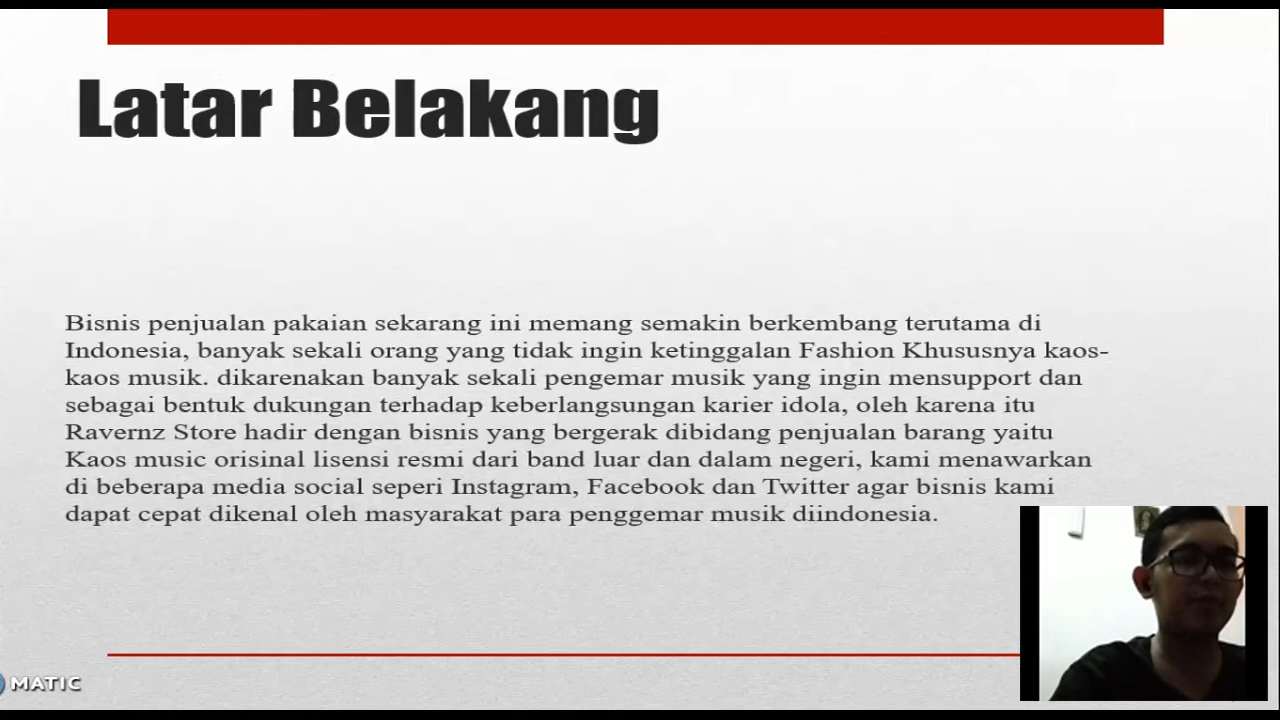 Latar Belakang
Bisnis penjualan pakaian sekarang ini memang semakin berkembang terutama di
Indonesia, banyak sekali orang yang tidak ingin ketinggalan Fashion Khususnya kaos-
kaos musik. dikarenakan banyak sekali pengemar musik yang ingin mensupport dan
sebagai bentuk dukungan terhadap keberlangsungan karier idola, oleh karena itu
Ravernz Store hadir dengan bisnis yang bergerak dibidang penjualan barang yaitu
Kaos music orisinal lisensi resmi dari band luar dan dalam negeri, kami menawarkan
di beberapa media social seperi Instagram, Facebook dan Twitter agar bisnis kami
dapat cepat dikenal oleh masyarakat para penggemar musik diindonesia.
MATIC